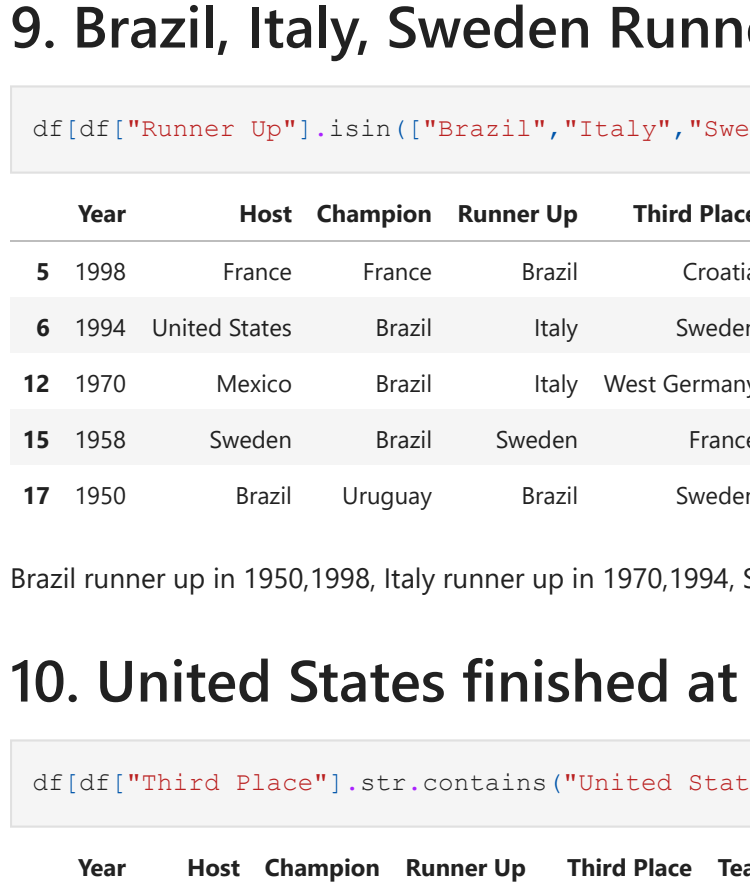 9. Brazil, Italy, Sweden Runne
df[df["Runner Up"].isin(["Brazil","Italy","Swe
Year Host Champion Runner Up Third Place
5 1998 France France Brazil Croatia
6 1994 United States Brazil Italy Sweden
12 1970 Mexico Brazil Italy West Germany
15 1958 Sweden Brazil Sweden France
17 1950 Brazil Uruguay Brazil Sweden
Brazil runner up in 1950,1998, Italy runner up in 1970,1994, S
10. United States finished at
df[df["Third Place"].str.contains("United Stat
Year Host Champion Runner Up Third Place Tea